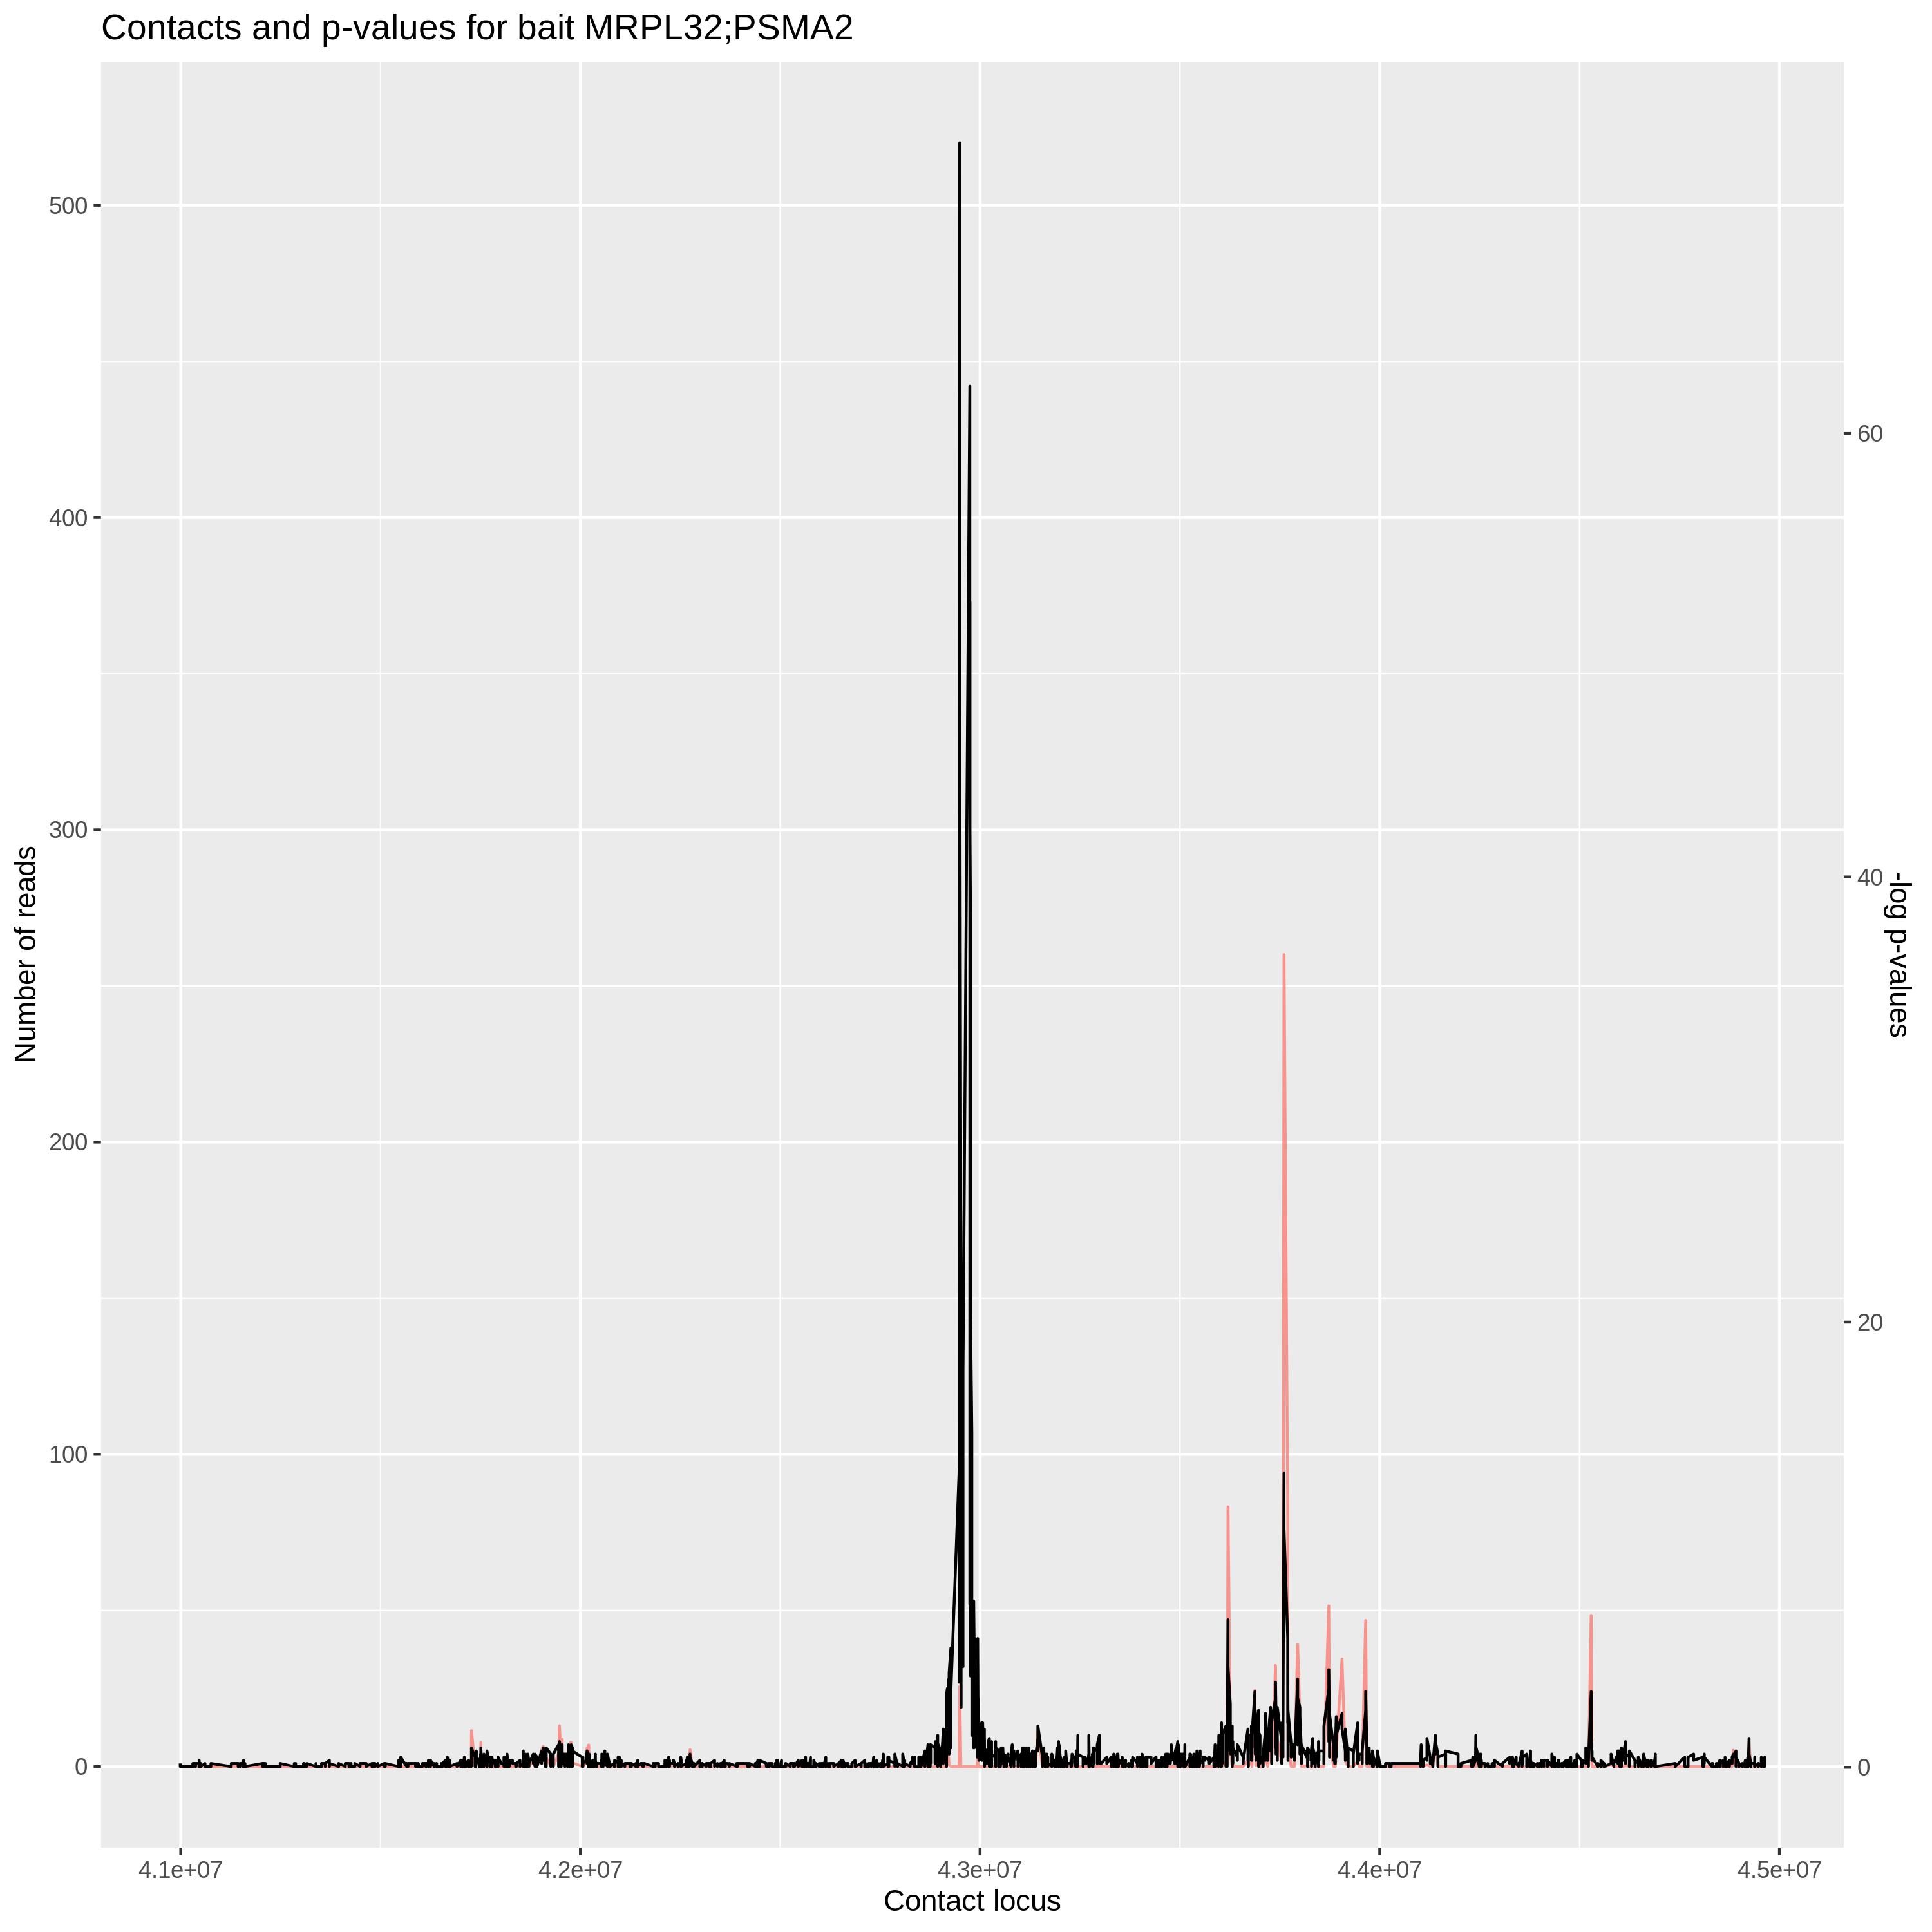 Contacts and p-values for bait MRPL32;PSMA2
500
400
300
200
100
0
Number of reads
60
40
20
0
-log p-values
4.1e+07 4.2e+07 4.3e+07 4.4e+07 4.5e+07
Contact locus